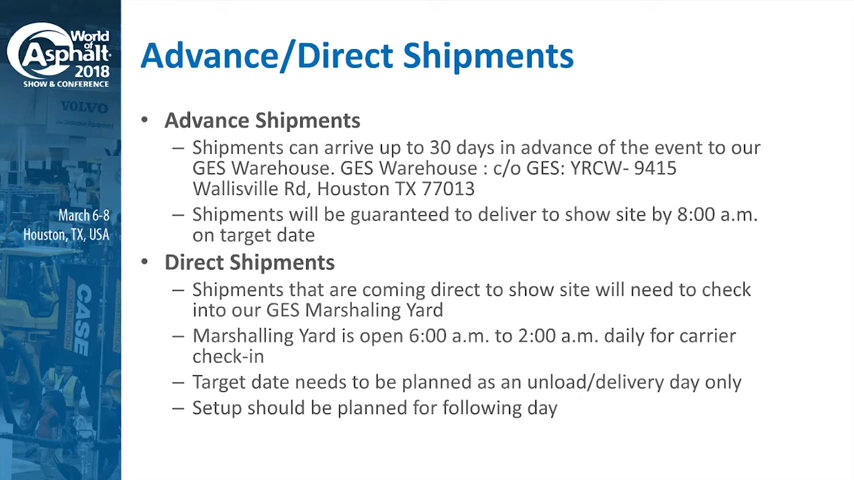 World
of
Asphalt
2018
SHOW & CONFERENCE
VOLVO
March 6-8
Houston, TX, USA
CASE
Advance/Direct Shipments
• Advance Shipments
– Shipments can arrive up to 30 days in advance of the event to our
GES Warehouse. GES Warehouse : c/o GES: YRCW- 9415
Wallisville Rd, Houston TX 77013
– Shipments will be guaranteed to deliver to show site by 8:00 a.m.
on target date
• Direct Shipments
– Shipments that are coming direct to show site will need to check
into our GES Marshaling Yard
– Marshalling Yard is open 6:00 a.m. to 2:00 a.m. daily for carrier
check-in
– Target date needs to be planned as an unload/delivery day only
– Setup should be planned for following day